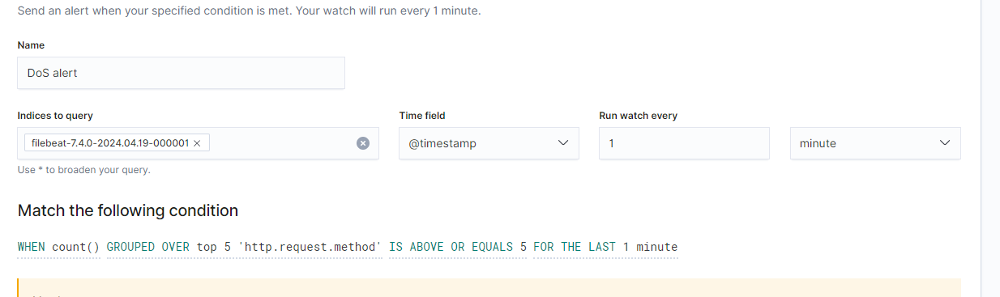 Send an alert when your specified condition is met. Your watch will run every 1 minute.
Name
DoS alert
Indices to query
Time field
Run watch every
filebeat-7.4.0-2024.04.19-000001 ×
@timestamp
1
minute
Use * to broaden your query.
Match the following condition
WHEN count() GROUPED OVER top 5 'http.request.method' IS ABOVE OR EQUALS 5 FOR THE LAST 1 minute